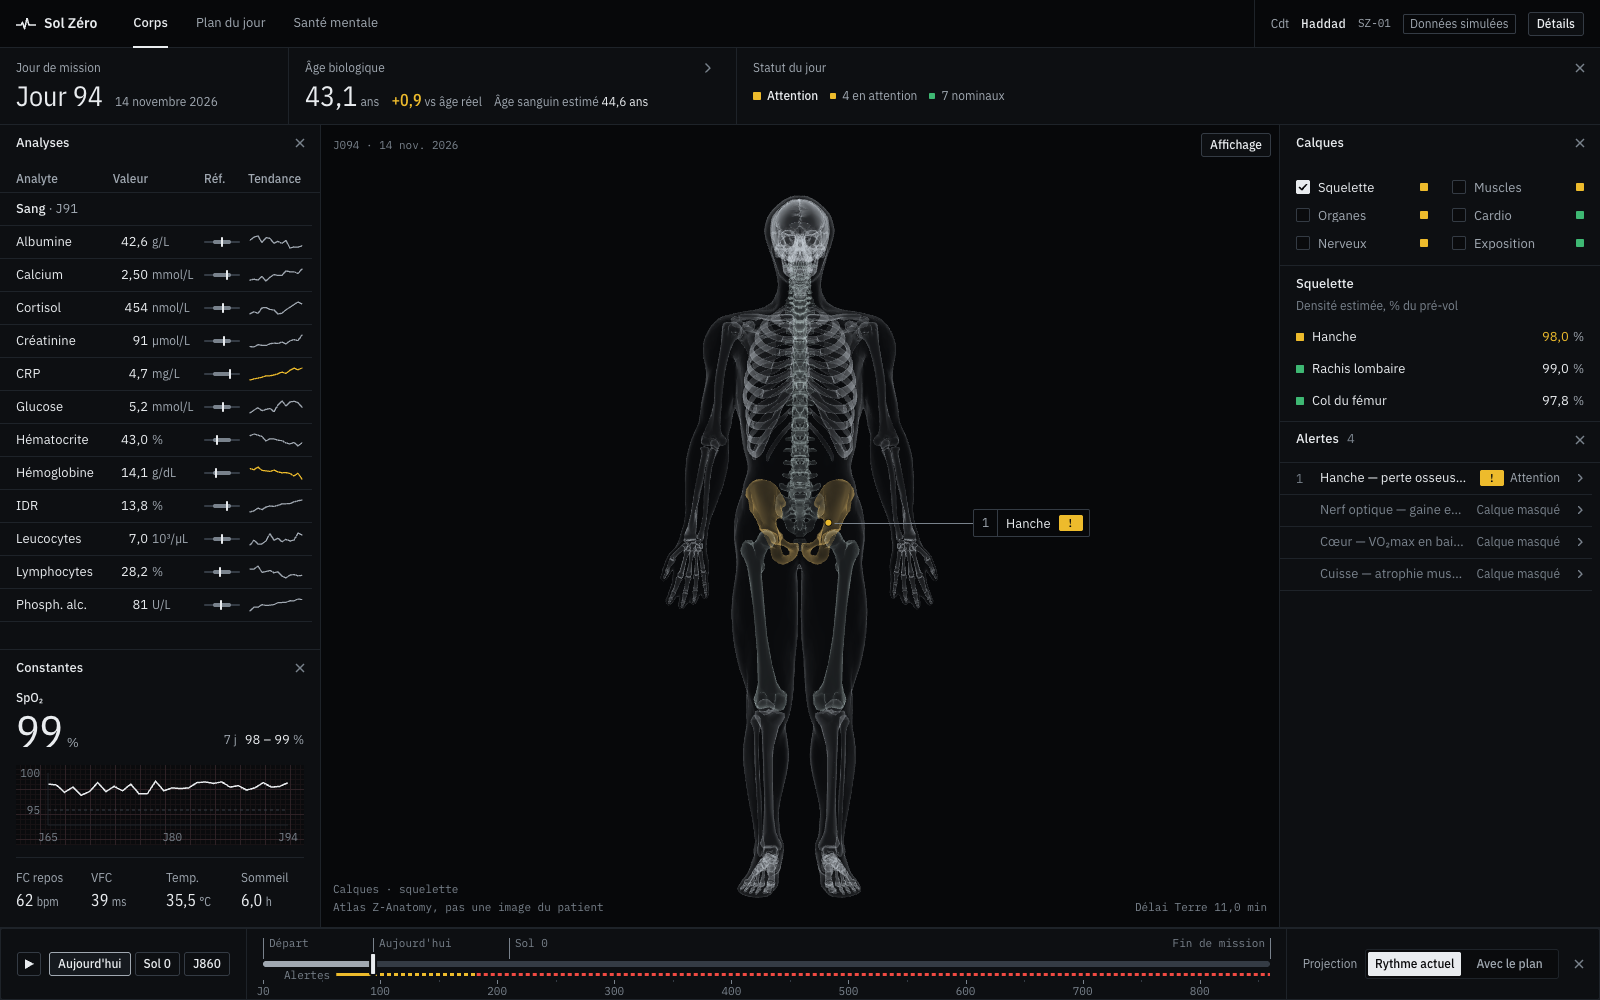 Sol Zéro Corps Plan du jour Santé mentale Cdt Haddad SZ-01 Données simulées Détails
Jour de mission
Jour 94 14 novembre 2026
Âge biologique
43,1 ans +0,9 vs âge réel Âge sanguin estimé 44,6 ans
Statut du jour
Attention 4 en attention 7 nominaux
Analyses
Analyte Valeur Réf. Tendance
Sang · J91
Albumine 42,6 g/L
Calcium 2,50 mmol/L
Cortisol 454 nmol/L
Créatinine 91 µmol/L
CRP 4,7 mg/L
Glucose 5,2 mmol/L
Hématocrite 43,0 %
Hémoglobine 14,1 g/dL
IDR 13,8 %
Leucocytes 7,0 10³/µL
Lymphocytes 28,2 %
Phosph. alc. 81 U/L
Constantes
SpO₂
99 % 7 j 98 – 99 %
100
95
J65 J80 J94
FC repos VFC Temp. Sommeil
62 bpm 39 ms 35,5 °C 6,0 h
J094 · 14 nov. 2026 Affichage
1 Hanche !
Calques · squelette
Atlas Z-Anatomy, pas une image du patient Délai Terre 11,0 min
Calques
Squelette Muscles
Organes Cardio
Nerveux Exposition
Squelette
Densité estimée, % du pré-vol
Hanche 98,0 %
Rachis lombaire 99,0 %
Col du fémur 97,8 %
Alertes 4
1 Hanche — perte osseus... ! Attention
Nerf optique — gaine e... Calque masqué
Cœur — VO₂max en bai... Calque masqué
Cuisse — atrophie mus... Calque masqué
Aujourd'hui Sol 0 J860
Départ Aujourd'hui Sol 0 Fin de mission
Alertes
J0 100 200 300 400 500 600 700 800
Projection Rythme actuel Avec le plan